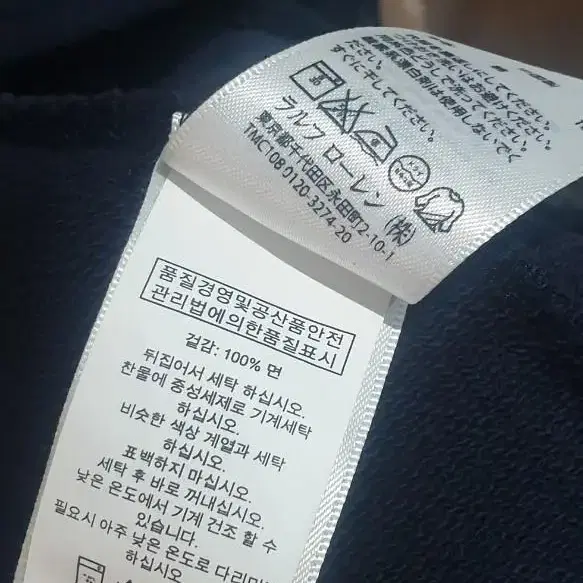 ください。
すぐに干してください。
ラルフ ローレン (株)
東京都千代田区永田町2-10-1
TMC108 0120-3274-20
품질경영및공산품안전
관리법에의한품질표시
겉감: 100% 면
뒤집어서 세탁 하십시오.
찬물에 중성세제로 기계세탁
하십시오.
비슷한 색상 계열과 세탁
하십시오.
표백하지 마십시오.
세탁 후 바로 꺼내십시오.
낮은 온도에서 기계 건조 할 수
있습니다.
필요시 아주 낮은 온도로 다리미
하십시오